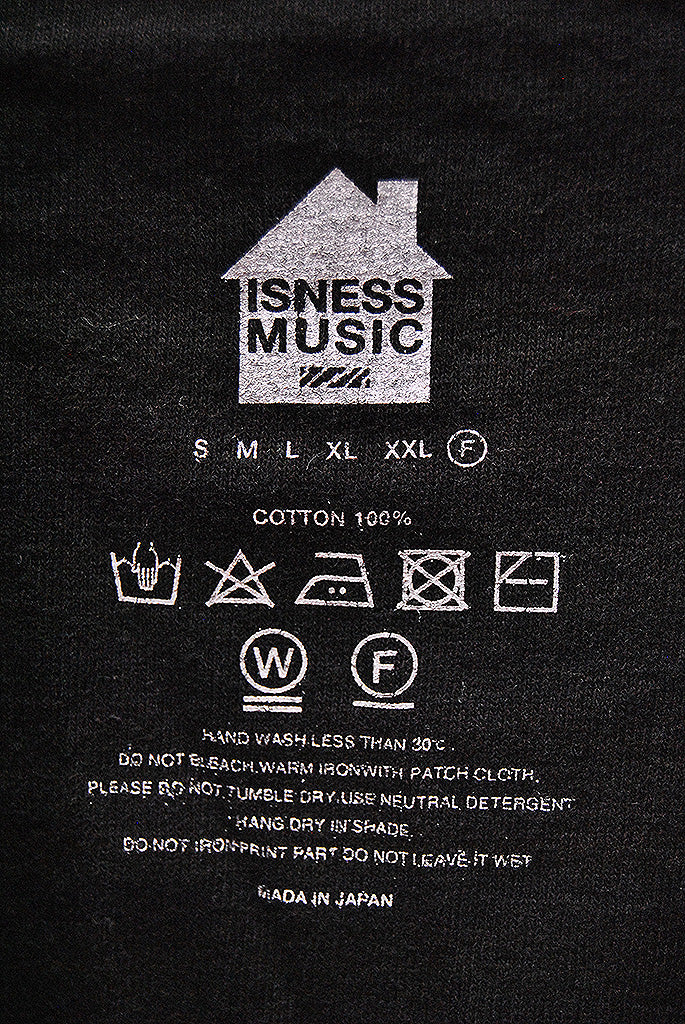 ISNESS
MUSIC
S M L XL XXL F
COTTON 100%
W F
HAND WASH LESS THAN 30°C.
DO NOT BLEACH.WARM IRON WITH PATCH CLOTH.
PLEASE DO NOT TUMBLE DRY.USE NEUTRAL DETERGENT
HANG DRY IN SHADE.
DO NOT IRON PRINT PART DO NOT LEAVE IT WET
MADA IN JAPAN